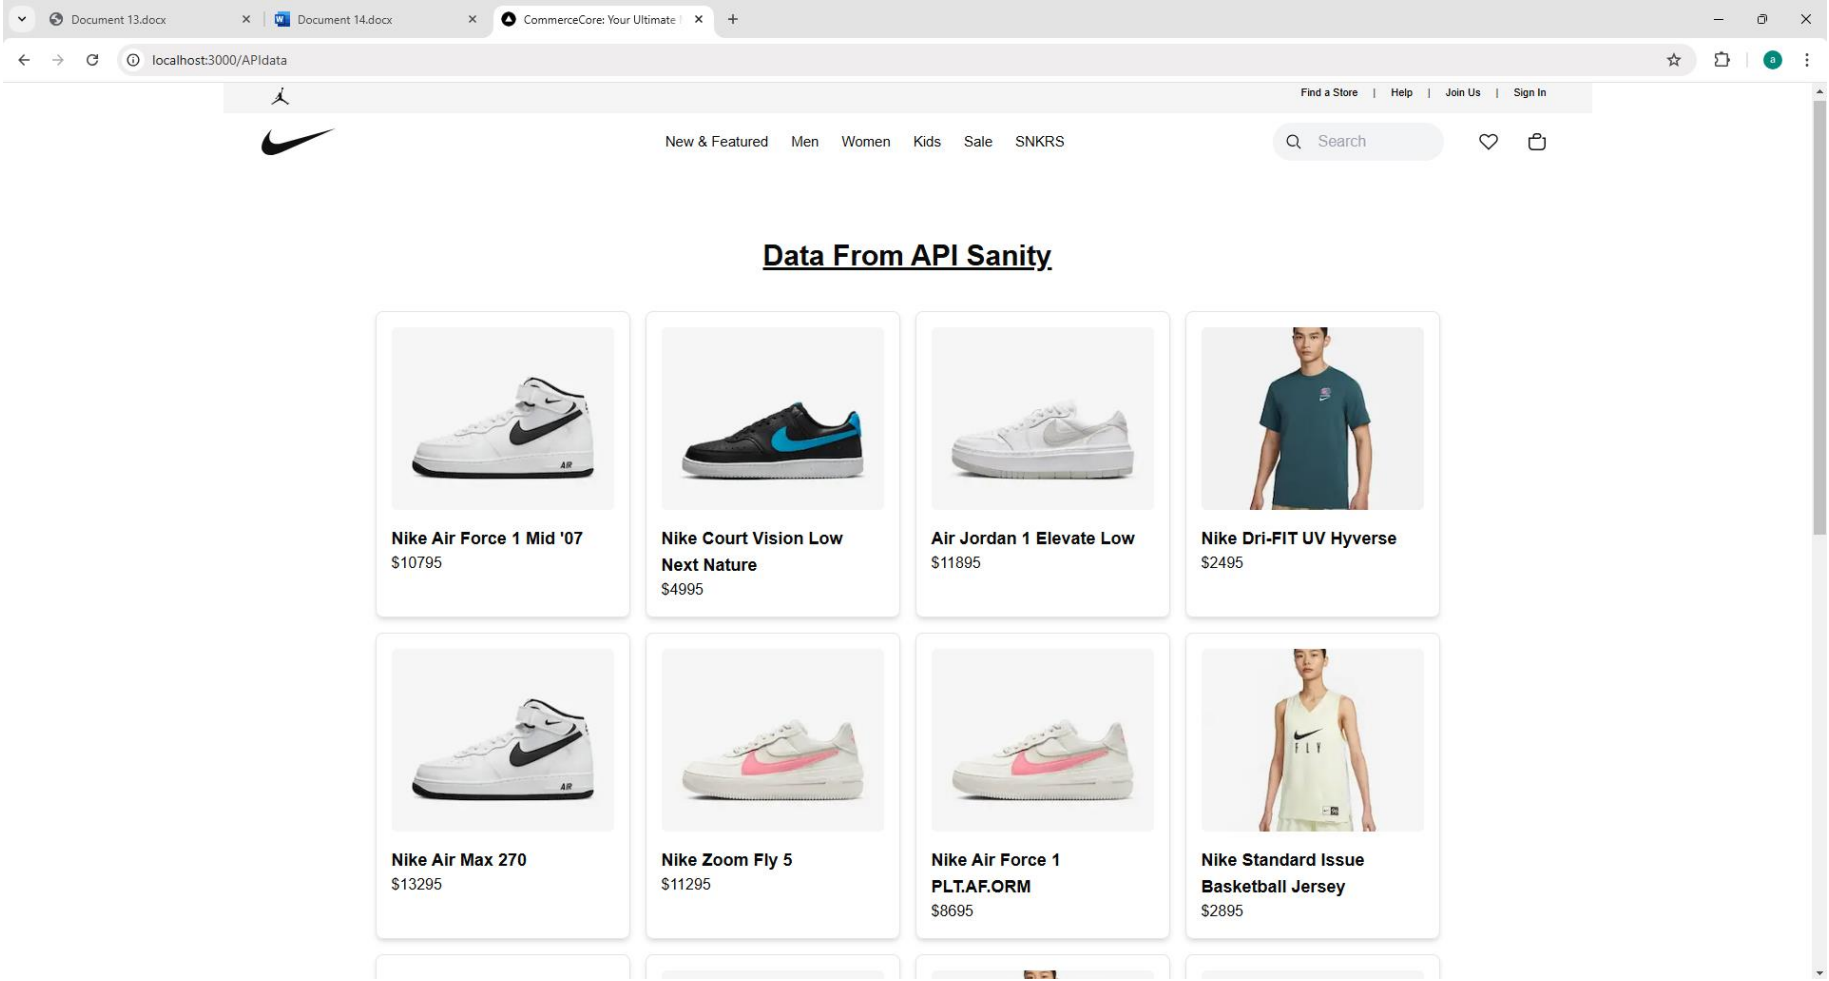 Document 13.docx
Document 14.docx
CommerceCore: Your Ultimate
localhost:3000/APIdata
a
Find a Store | Help | Join Us | Sign In
New & Featured Men Women Kids Sale SNKRS
Search
Data From API Sanity
AIR
Nike Air Force 1 Mid '07
$10795
Nike Court Vision Low
Next Nature
$4995
Air Jordan 1 Elevate Low
$11895
Nike Dri-FIT UV Hyverse
$2495
AIR
FLY
Nike Air Max 270
$13295
Nike Zoom Fly 5
$11295
Nike Air Force 1
PLT.AF.ORM
$8695
Nike Standard Issue
Basketball Jersey
$2895